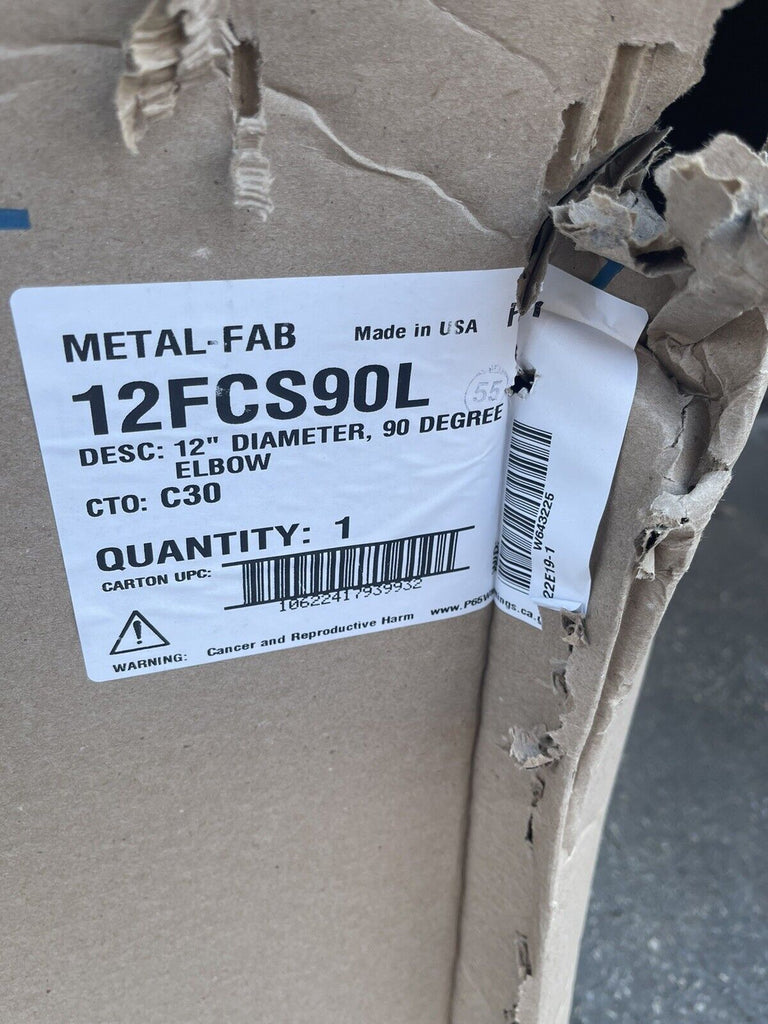 METAL-FAB Made in USA
12FCS90L 55
DESC: 12" DIAMETER, 90 DEGREE
ELBOW
CTO: C30
QUANTITY: 1
CARTON UPC:
10622417939932
WARNING: Cancer and Reproductive Harm
W643225
22E19-1